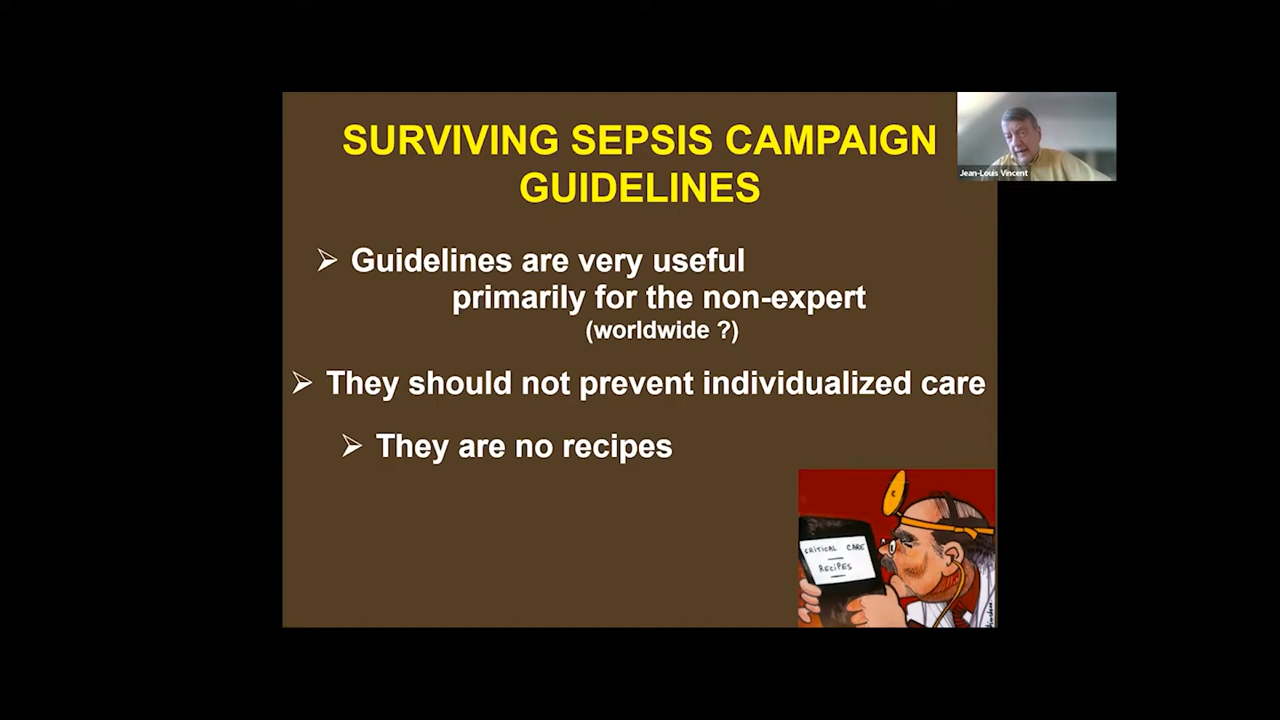 SURVIVING SEPSIS CAMPAIGN
GUIDELINES
Jean-Louis Vincent
➢ Guidelines are very useful
primarily for the non-expert
(worldwide ?)
➢ They should not prevent individualized care
➢ They are no recipes
CRITICAL CARE
RECIPES